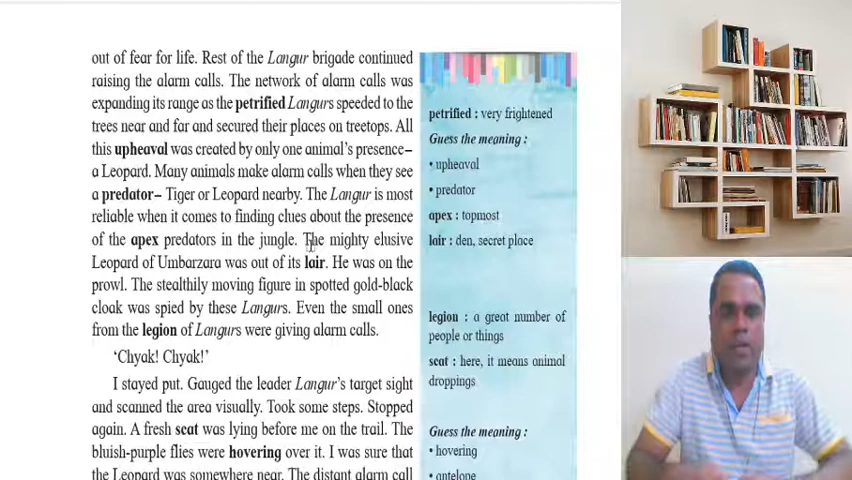 out of fear for life. Rest of the Langur brigade continued
raising the alarm calls. The network of alarm calls was
expanding its range as the petrified Langurs speeded to the
trees near and far and secured their places on treetops. All
this upheaval was created by only one animal's presence–
a Leopard. Many animals make alarm calls when they see
a predator– Tiger or Leopard nearby. The Langur is most
reliable when it comes to finding clues about the presence
of the apex predators in the jungle. The mighty elusive
Leopard of Umbarzara was out of its lair. He was on the
prowl. The stealthily moving figure in spotted gold-black
cloak was spied by these Langurs. Even the small ones
from the legion of Langurs were giving alarm calls.
'Chyak! Chyak!'
I stayed put. Gauged the leader Langur's target sight
and scanned the area visually. Took some steps. Stopped
again. A fresh scat was lying before me on the trail. The
bluish-purple flies were hovering over it. I was sure that
the Leopard was somewhere near. The distant alarm call
petrified : very frightened
Guess the meaning :
• upheaval
• predator
apex : topmost
lair : den, secret place
legion : a great number of
people or things
scat : here, it means animal
droppings
Guess the meaning :
• hovering
• antelope